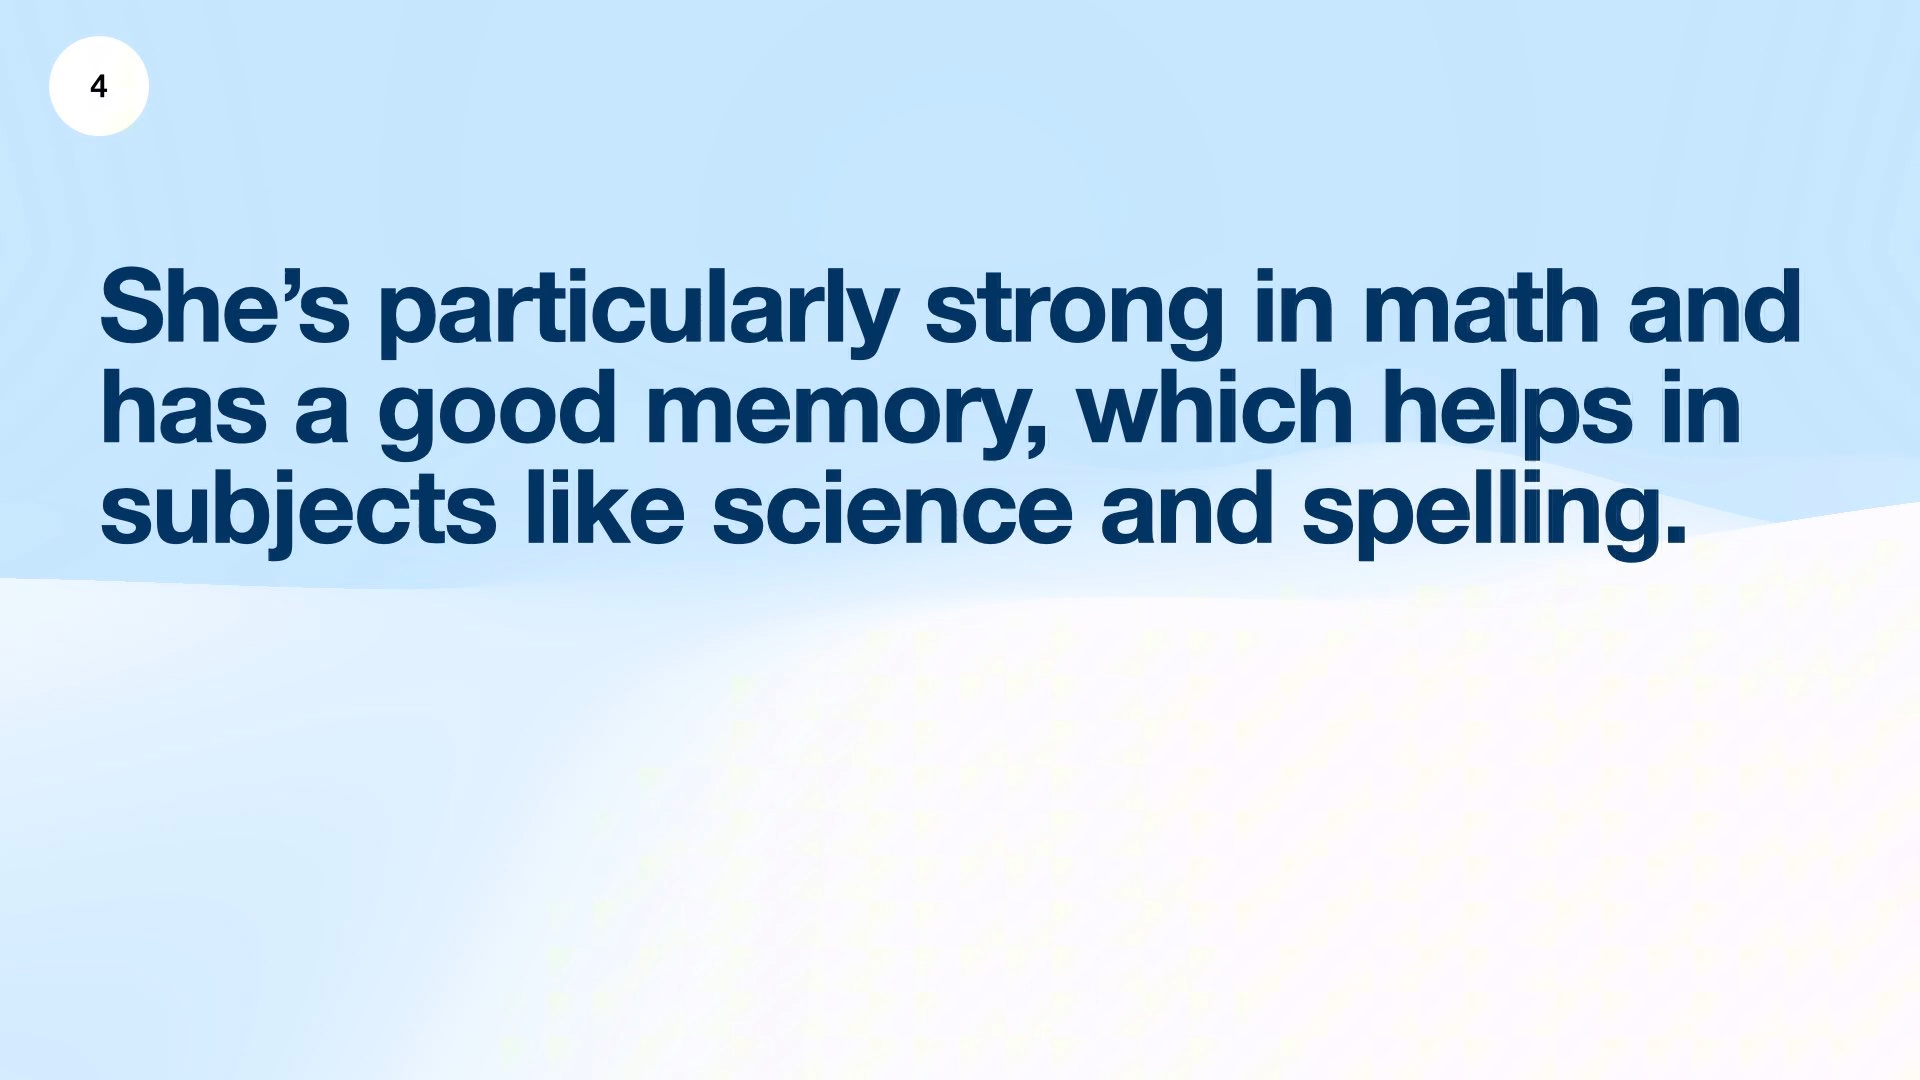 4
She’s particularly strong in math and
has a good memory, which helps in
subjects like science and spelling.